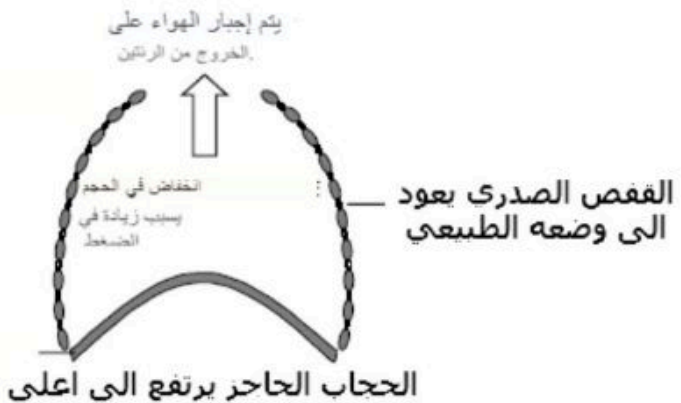 يتم إجبار الهواء على
الخروج من الرئتين.
انخفاض في الحجم :
يسبب زيادة في
الضغط
القفص الصدري يعود
الى وضعه الطبيعي
الحجاب الحاجز يرتفع الى اعلى